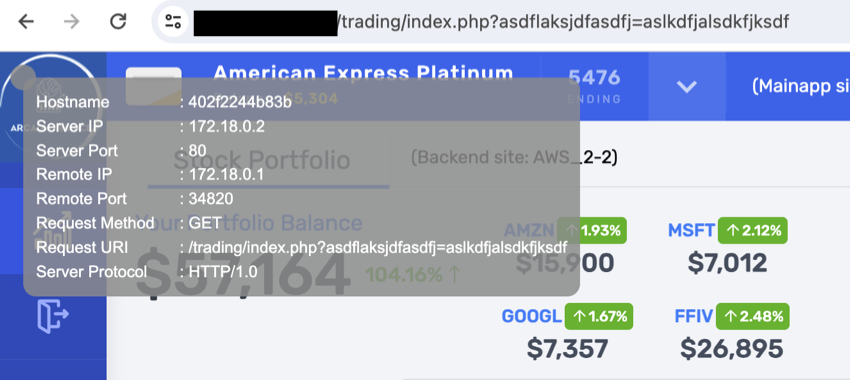 /trading/index.php?asdflaksjdfasdfj=aslkdfjalsdkfjksdf
American Express Platinum
$5,304
5476
ENDING
(Mainapp si
ARCA
Hostname : 402f2244b83b
Server IP : 172.18.0.2
Server Port : 80
Remote IP : 172.18.0.1
Remote Port : 34820
Request Method : GET
Request URI : /trading/index.php?asdflaksjdfasdfj=aslkdfjalsdkfjksdf
Server Protocol : HTTP/1.0
Stock Portfolio
(Backend site: AWS_2-2)
Your Portfolio Balance
$57,164
104.16% ↑
AMZN ↑ 1.93%
$15,900
MSFT ↑ 2.12%
$7,012
GOOGL ↑ 1.67%
$7,357
FFIV ↑ 2.48%
$26,895